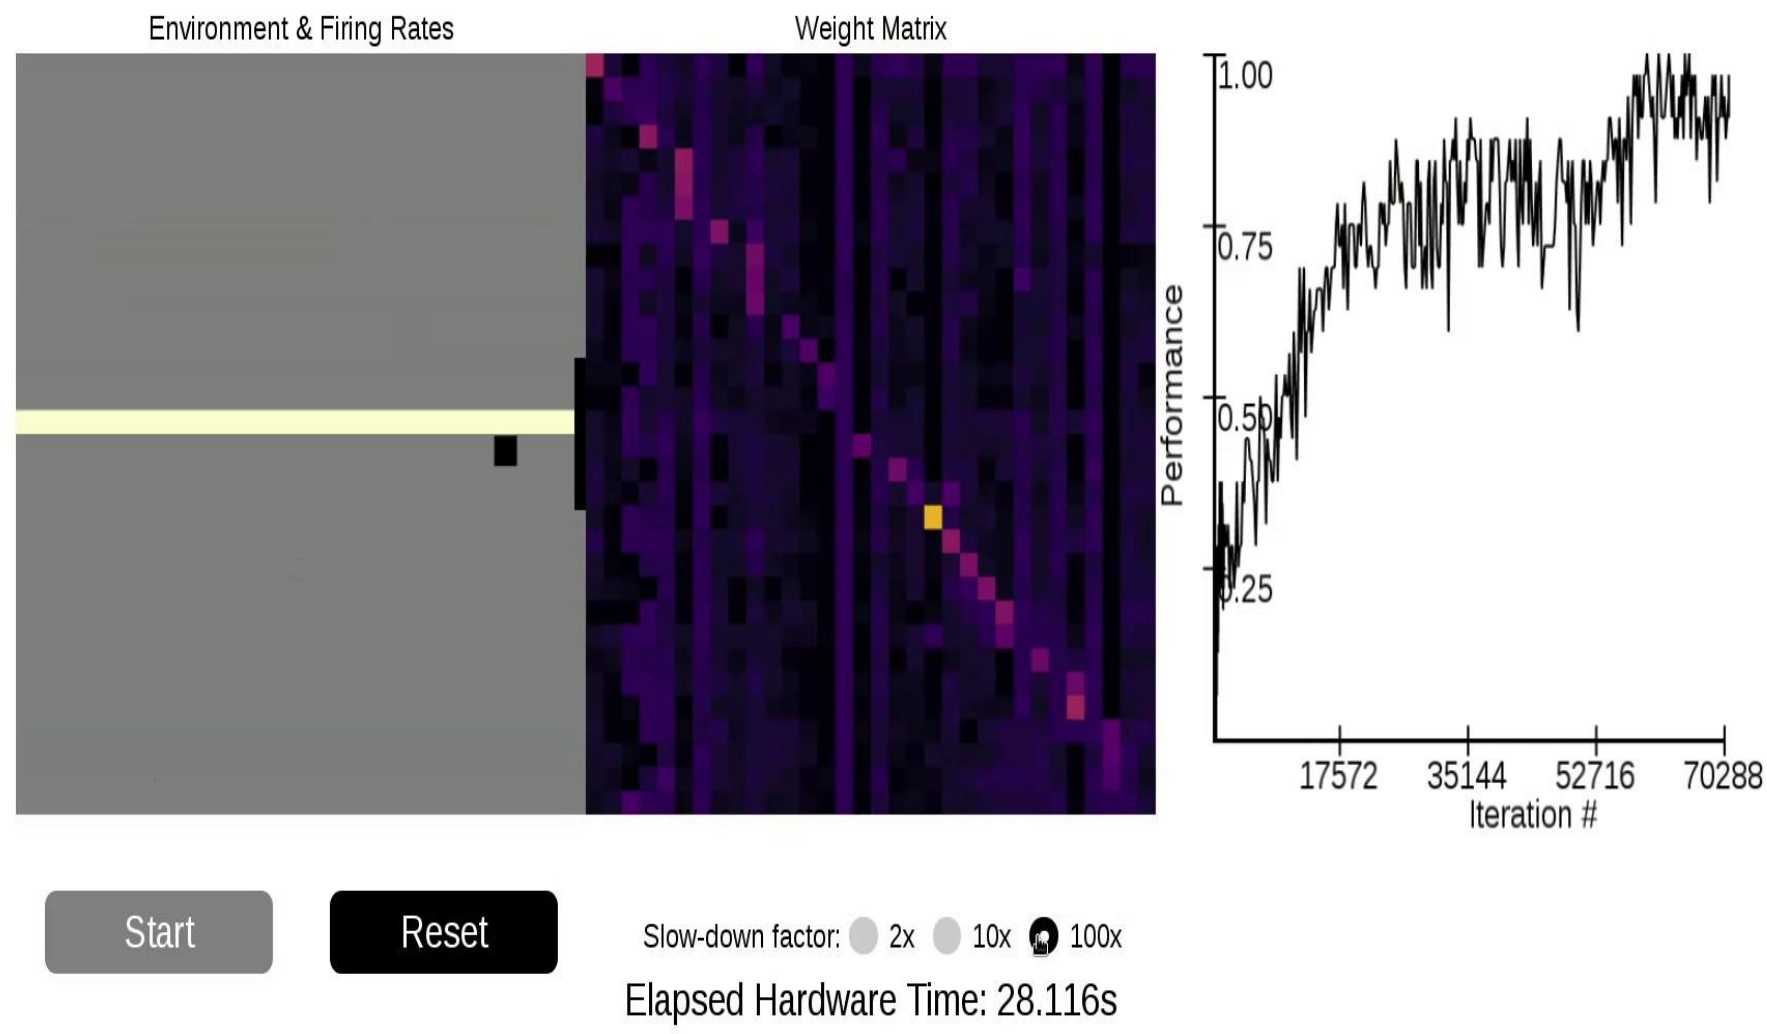 Environment & Firing Rates
Weight Matrix
1.00
0.75
0.50
0.25
Performance
17572 35144 52716 70288
Iteration #
Start
Reset
Slow-down factor: 2x 10x 100x
Elapsed Hardware Time: 28.116s